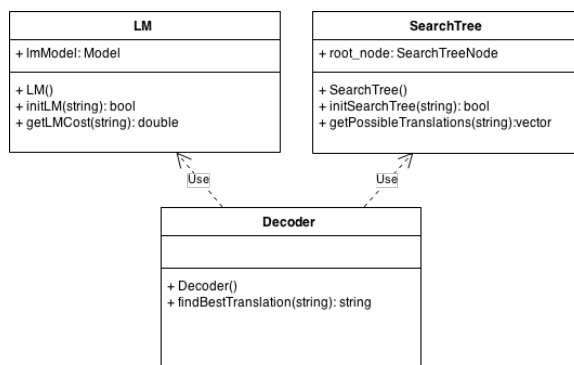 LM
+ lmModel: Model
+ LM()
+ initLM(string): bool
+ getLMCost(string): double
SearchTree
+ root_node: SearchTreeNode
+ SearchTree()
+ initSearchTree(string): bool
+ getPossibleTranslations(string):vector
Use
Use
Decoder
+ Decoder()
+ findBestTranslation(string): string